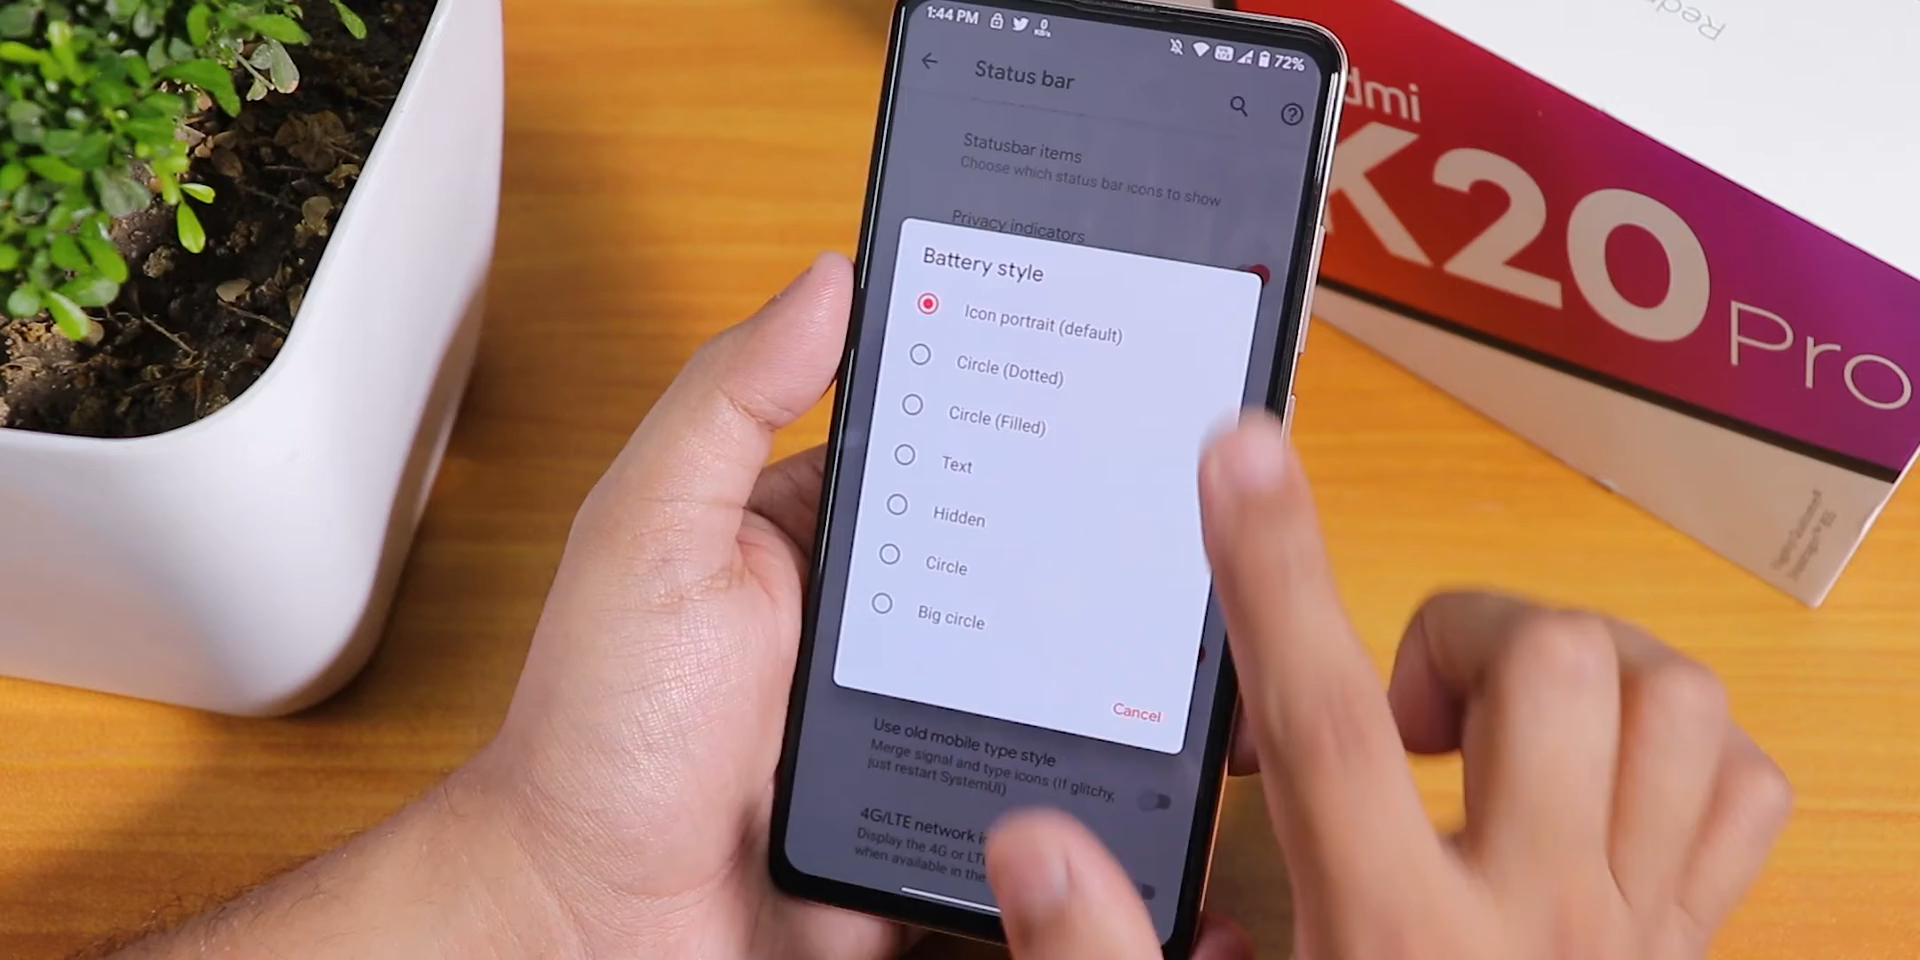 1:44 PM
0
KB/s
72%
Status bar
Statusbar items
Choose which status bar icons to show
Privacy indicators
Battery style
Icon portrait (default)
Circle (Dotted)
Circle (Filled)
Text
Hidden
Circle
Big circle
Cancel
Use old mobile type style
Merge signal and type icons (If glitchy,
just restart SystemUI)
4G/LTE network i
Display the 4G or LT
when available in the
Redm
dmi
K20 Pro